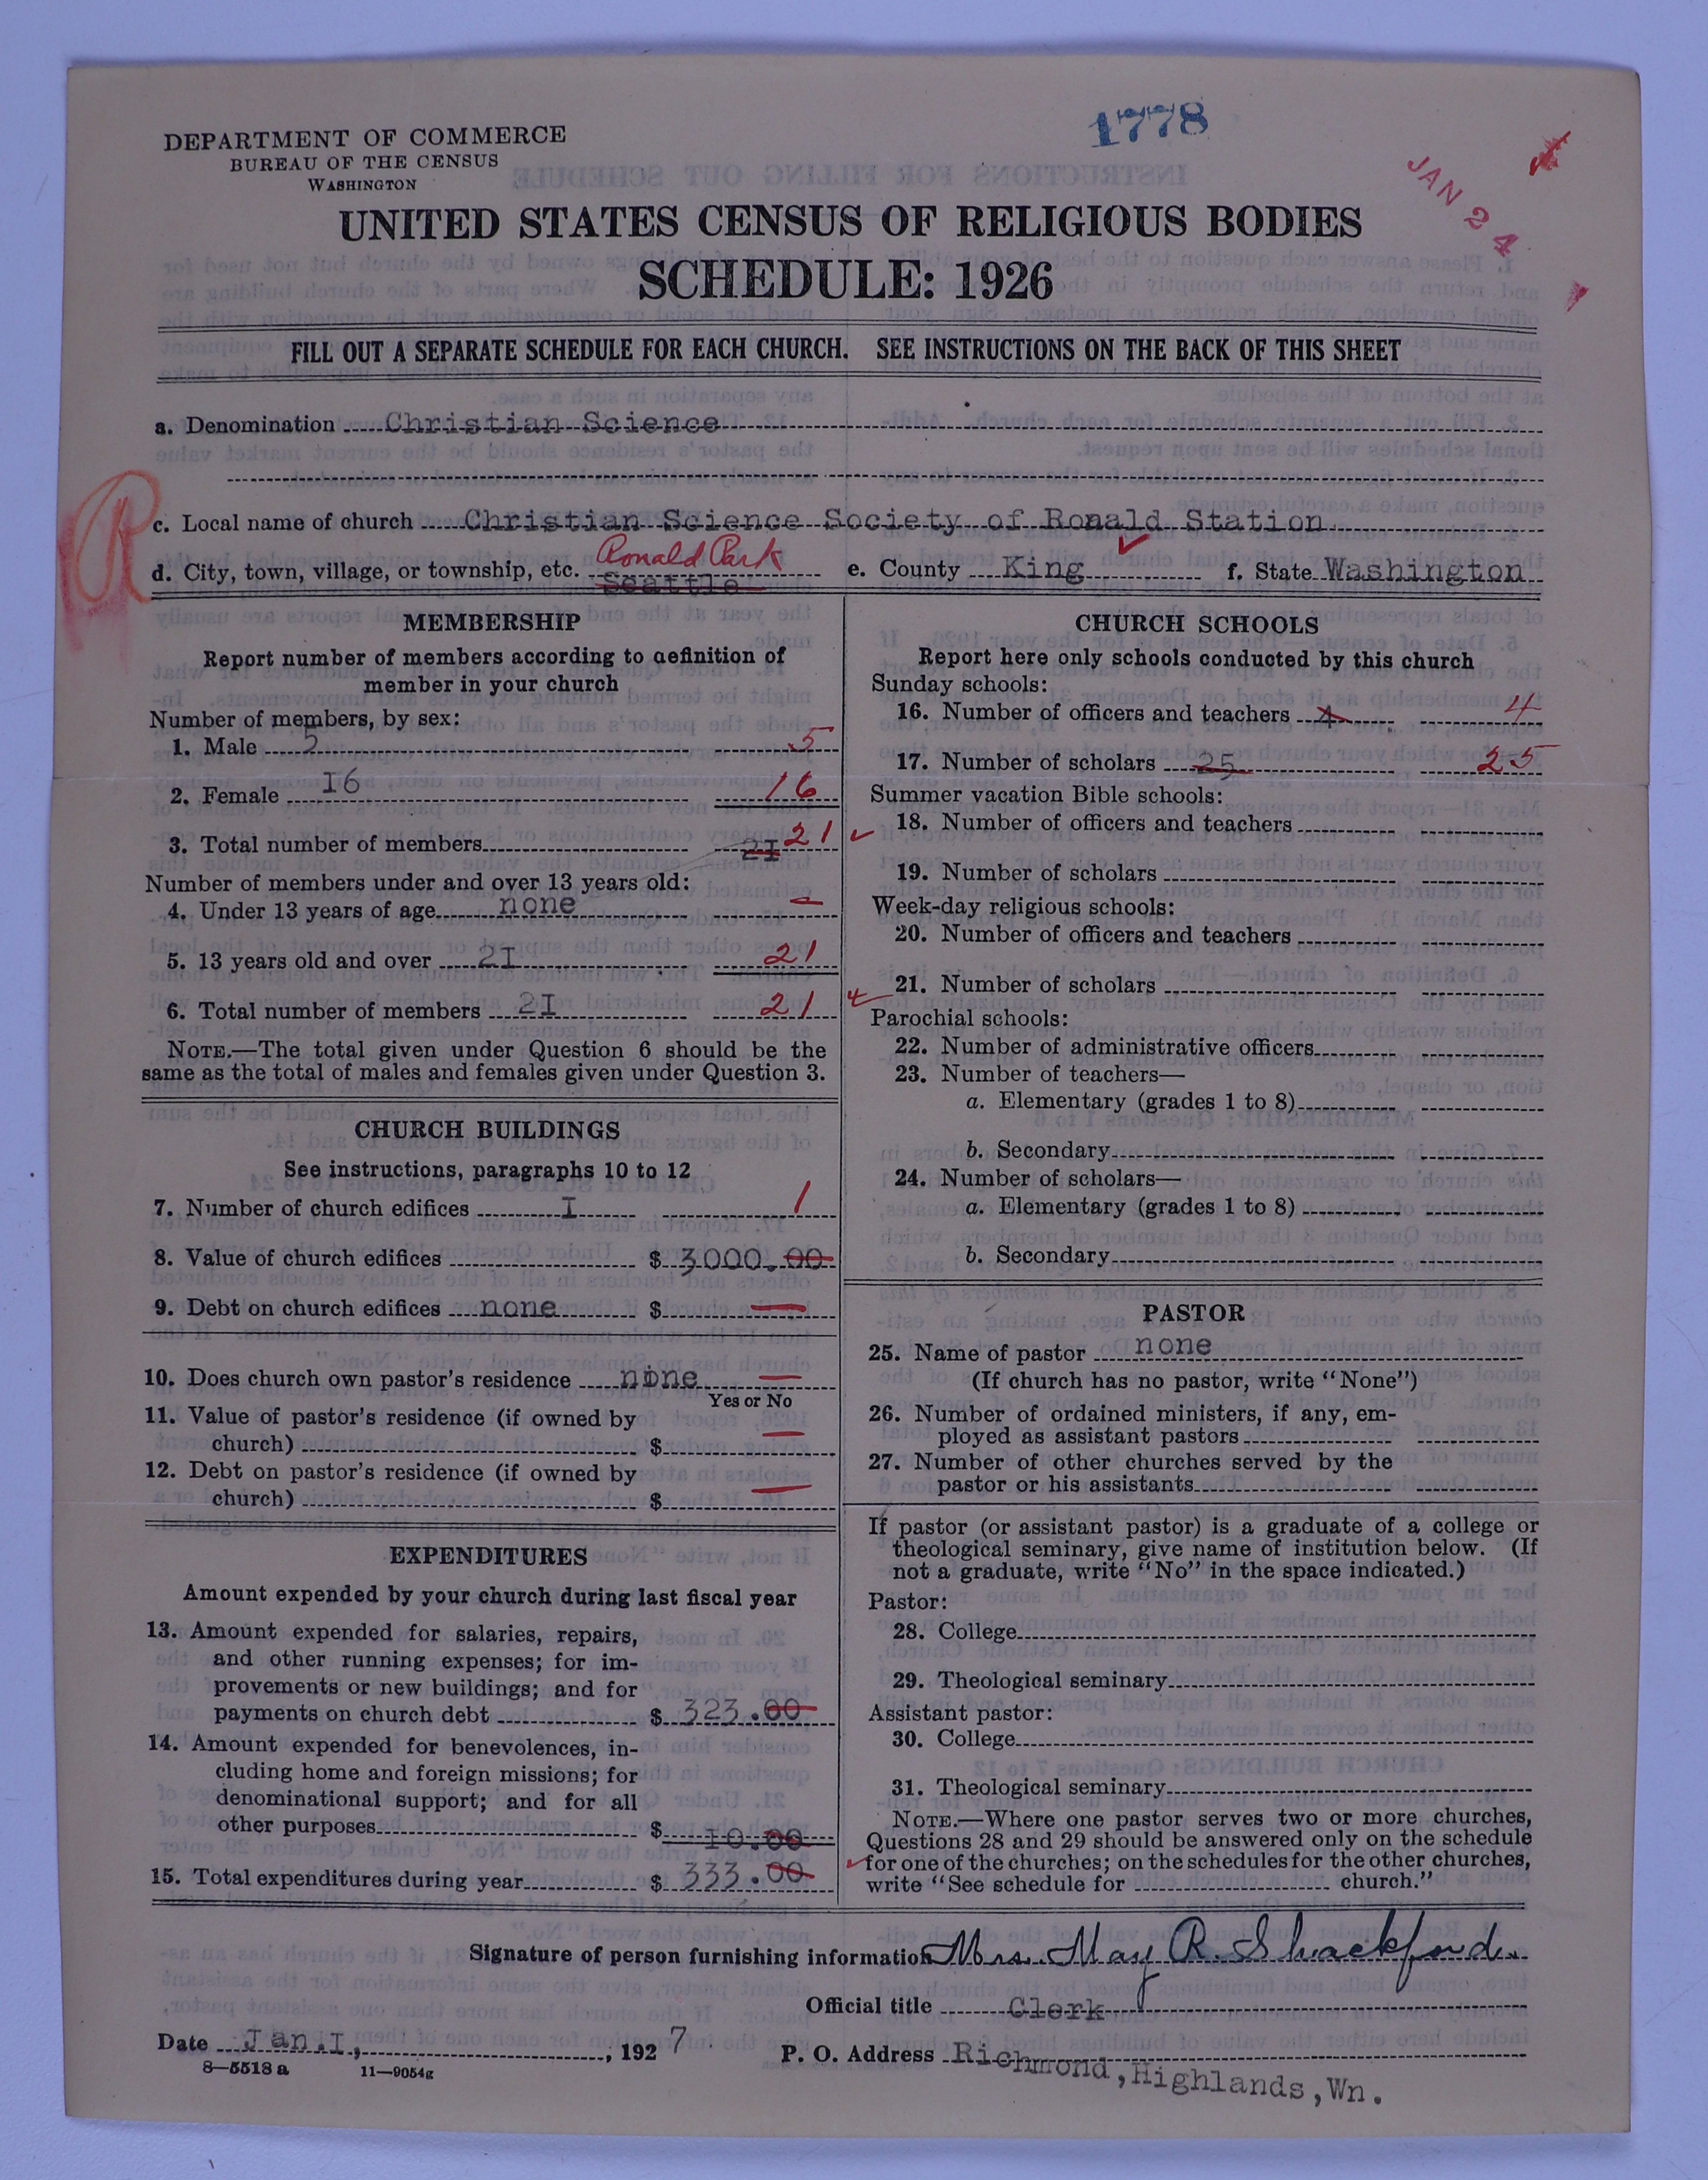 1778
DEPARTMENT OF COMMERCE
BUREAU OF THE CENSUS
WASHINGTON
JAN 24
UNITED STATES CENSUS OF RELIGIOUS BODIES
SCHEDULE: 1926
FILL OUT A SEPARATE SCHEDULE FOR EACH CHURCH. SEE INSTRUCTIONS ON THE BACK OF THIS SHEET
a. Denomination Christian Science
R
c. Local name of church Christian Science Society of Ronald Station
Ronald Park
d. City, town, village, or township, etc. Seattle e. County King f. State Washington
MEMBERSHIP
Report number of members according to definition of
member in your church
Number of members, by sex:
1. Male 5 5
2. Female I6 16
3. Total number of members 2I 21
Number of members under and over 13 years old:
4. Under 13 years of age none —
5. 13 years old and over 2I 21
6. Total number of members 2I 21
NOTE.—The total given under Question 6 should be the
same as the total of males and females given under Question 3.
CHURCH BUILDINGS
See instructions, paragraphs 10 to 12
7. Number of church edifices I 1
8. Value of church edifices $ 3000.00
9. Debt on church edifices none $ —
10. Does church own pastor's residence none —
Yes or No
11. Value of pastor's residence (if owned by
church) $ —
12. Debt on pastor's residence (if owned by
church) $ —
EXPENDITURES
Amount expended by your church during last fiscal year
13. Amount expended for salaries, repairs,
and other running expenses; for im-
provements or new buildings; and for
payments on church debt $ 323.00
14. Amount expended for benevolences, in-
cluding home and foreign missions; for
denominational support; and for all
other purposes $ I0.00
15. Total expenditures during year $ 333.00
CHURCH SCHOOLS
Report here only schools conducted by this church
Sunday schools:
16. Number of officers and teachers 4 4
17. Number of scholars 25 25
Summer vacation Bible schools:
18. Number of officers and teachers
19. Number of scholars
Week-day religious schools:
20. Number of officers and teachers
21. Number of scholars
Parochial schools:
22. Number of administrative officers
23. Number of teachers—
a. Elementary (grades 1 to 8)
b. Secondary
24. Number of scholars—
a. Elementary (grades 1 to 8)
b. Secondary
PASTOR
25. Name of pastor none
(If church has no pastor, write "None")
26. Number of ordained ministers, if any, em-
ployed as assistant pastors
27. Number of other churches served by the
pastor or his assistants
If pastor (or assistant pastor) is a graduate of a college or
theological seminary, give name of institution below. (If
not a graduate, write "No" in the space indicated.)
Pastor:
28. College
29. Theological seminary
Assistant pastor:
30. College
31. Theological seminary
NOTE.—Where one pastor serves two or more churches,
Questions 28 and 29 should be answered only on the schedule
for one of the churches; on the schedules for the other churches,
write "See schedule for church."
Signature of person furnishing information Mrs. May R. Shackford.
Official title Clerk
Date Jan.I, , 1927
P. O. Address Richmond,Highlands,Wn.
8—5518 a 11—9054g